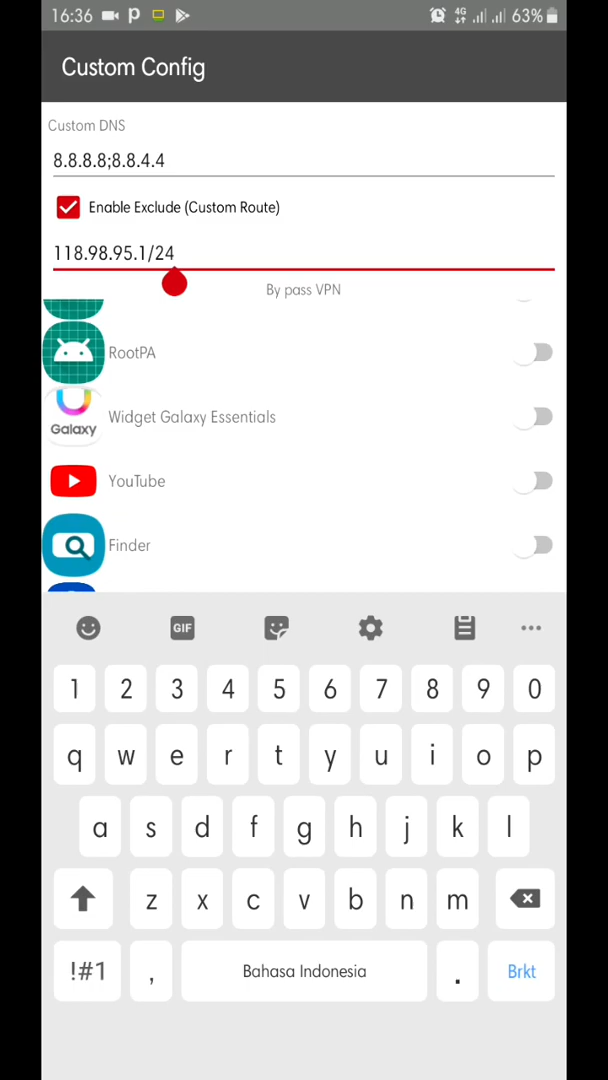 16:36 P 4G 63%
Custom Config
Custom DNS
8.8.8.8;8.8.4.4
Enable Exclude (Custom Route)
118.98.95.1/24
By pass VPN
RootPA
Galaxy
Widget Galaxy Essentials
YouTube
Finder
GIF
1 2 3 4 5 6 7 8 9 0
q w e r t y u i o p
a s d f g h j k l
z x c v b n m
!#1 , Bahasa Indonesia . Brkt